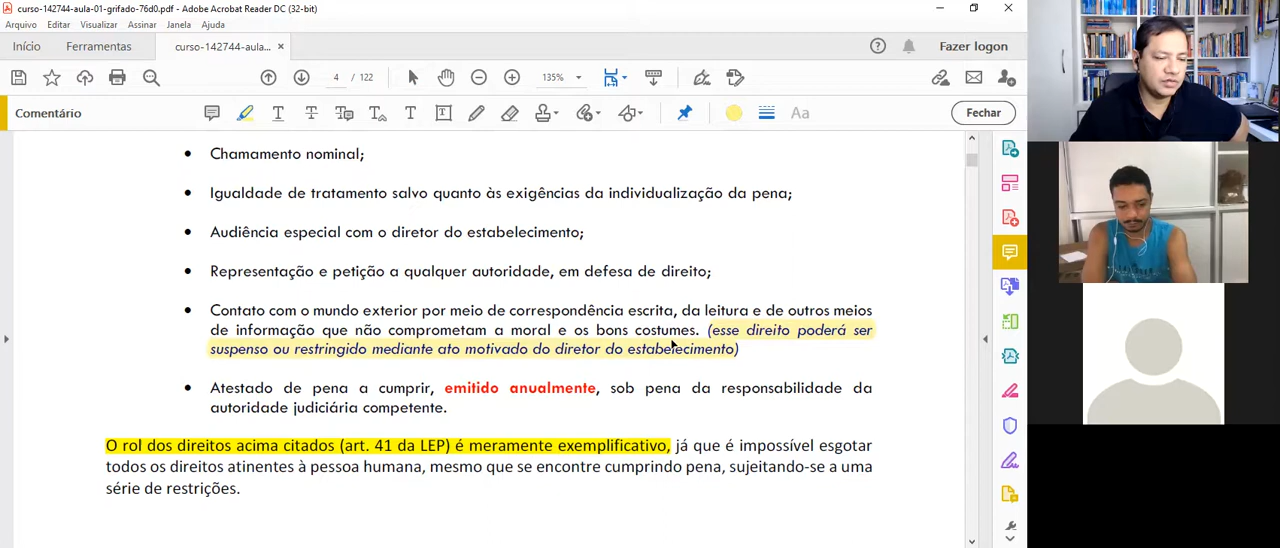 curso-142744-aula-01-grifado-76d0.pdf - Adobe Acrobat Reader DC (32-bit)
Arquivo Editar Visualizar Assinar Janela Ajuda
Início Ferramentas curso-142744-aula... × Fazer logon
4 / 122 135%
Comentário Aa Fechar
• Chamamento nominal;
• Igualdade de tratamento salvo quanto às exigências da individualização da pena;
• Audiência especial com o diretor do estabelecimento;
• Representação e petição a qualquer autoridade, em defesa de direito;
• Contato com o mundo exterior por meio de correspondência escrita, da leitura e de outros meios
de informação que não comprometam a moral e os bons costumes. (esse direito poderá ser
suspenso ou restringido mediante ato motivado do diretor do estabelecimento)
• Atestado de pena a cumprir, emitido anualmente, sob pena da responsabilidade da
autoridade judiciária competente.
O rol dos direitos acima citados (art. 41 da LEP) é meramente exemplificativo, já que é impossível esgotar
todos os direitos atinentes à pessoa humana, mesmo que se encontre cumprindo pena, sujeitando-se a uma
série de restrições.